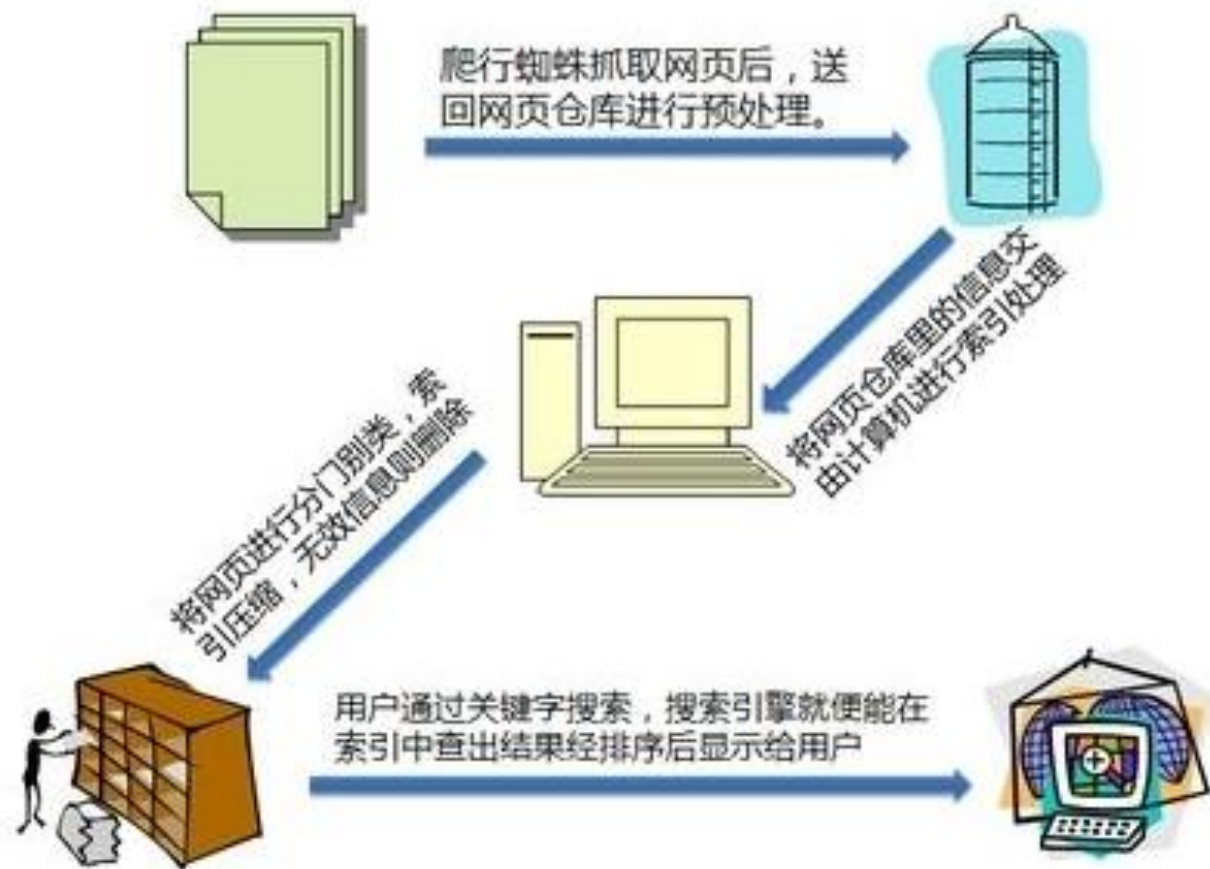 爬行蜘蛛抓取网页后，送
回网页仓库进行预处理。
将网页仓库里的信息交
由计算机进行索引处理
将网页进行分门别类，索
引压缩，无效信息则删除
用户通过关键字搜索，搜索引擎就便能在
索引中查出结果经排序后显示给用户